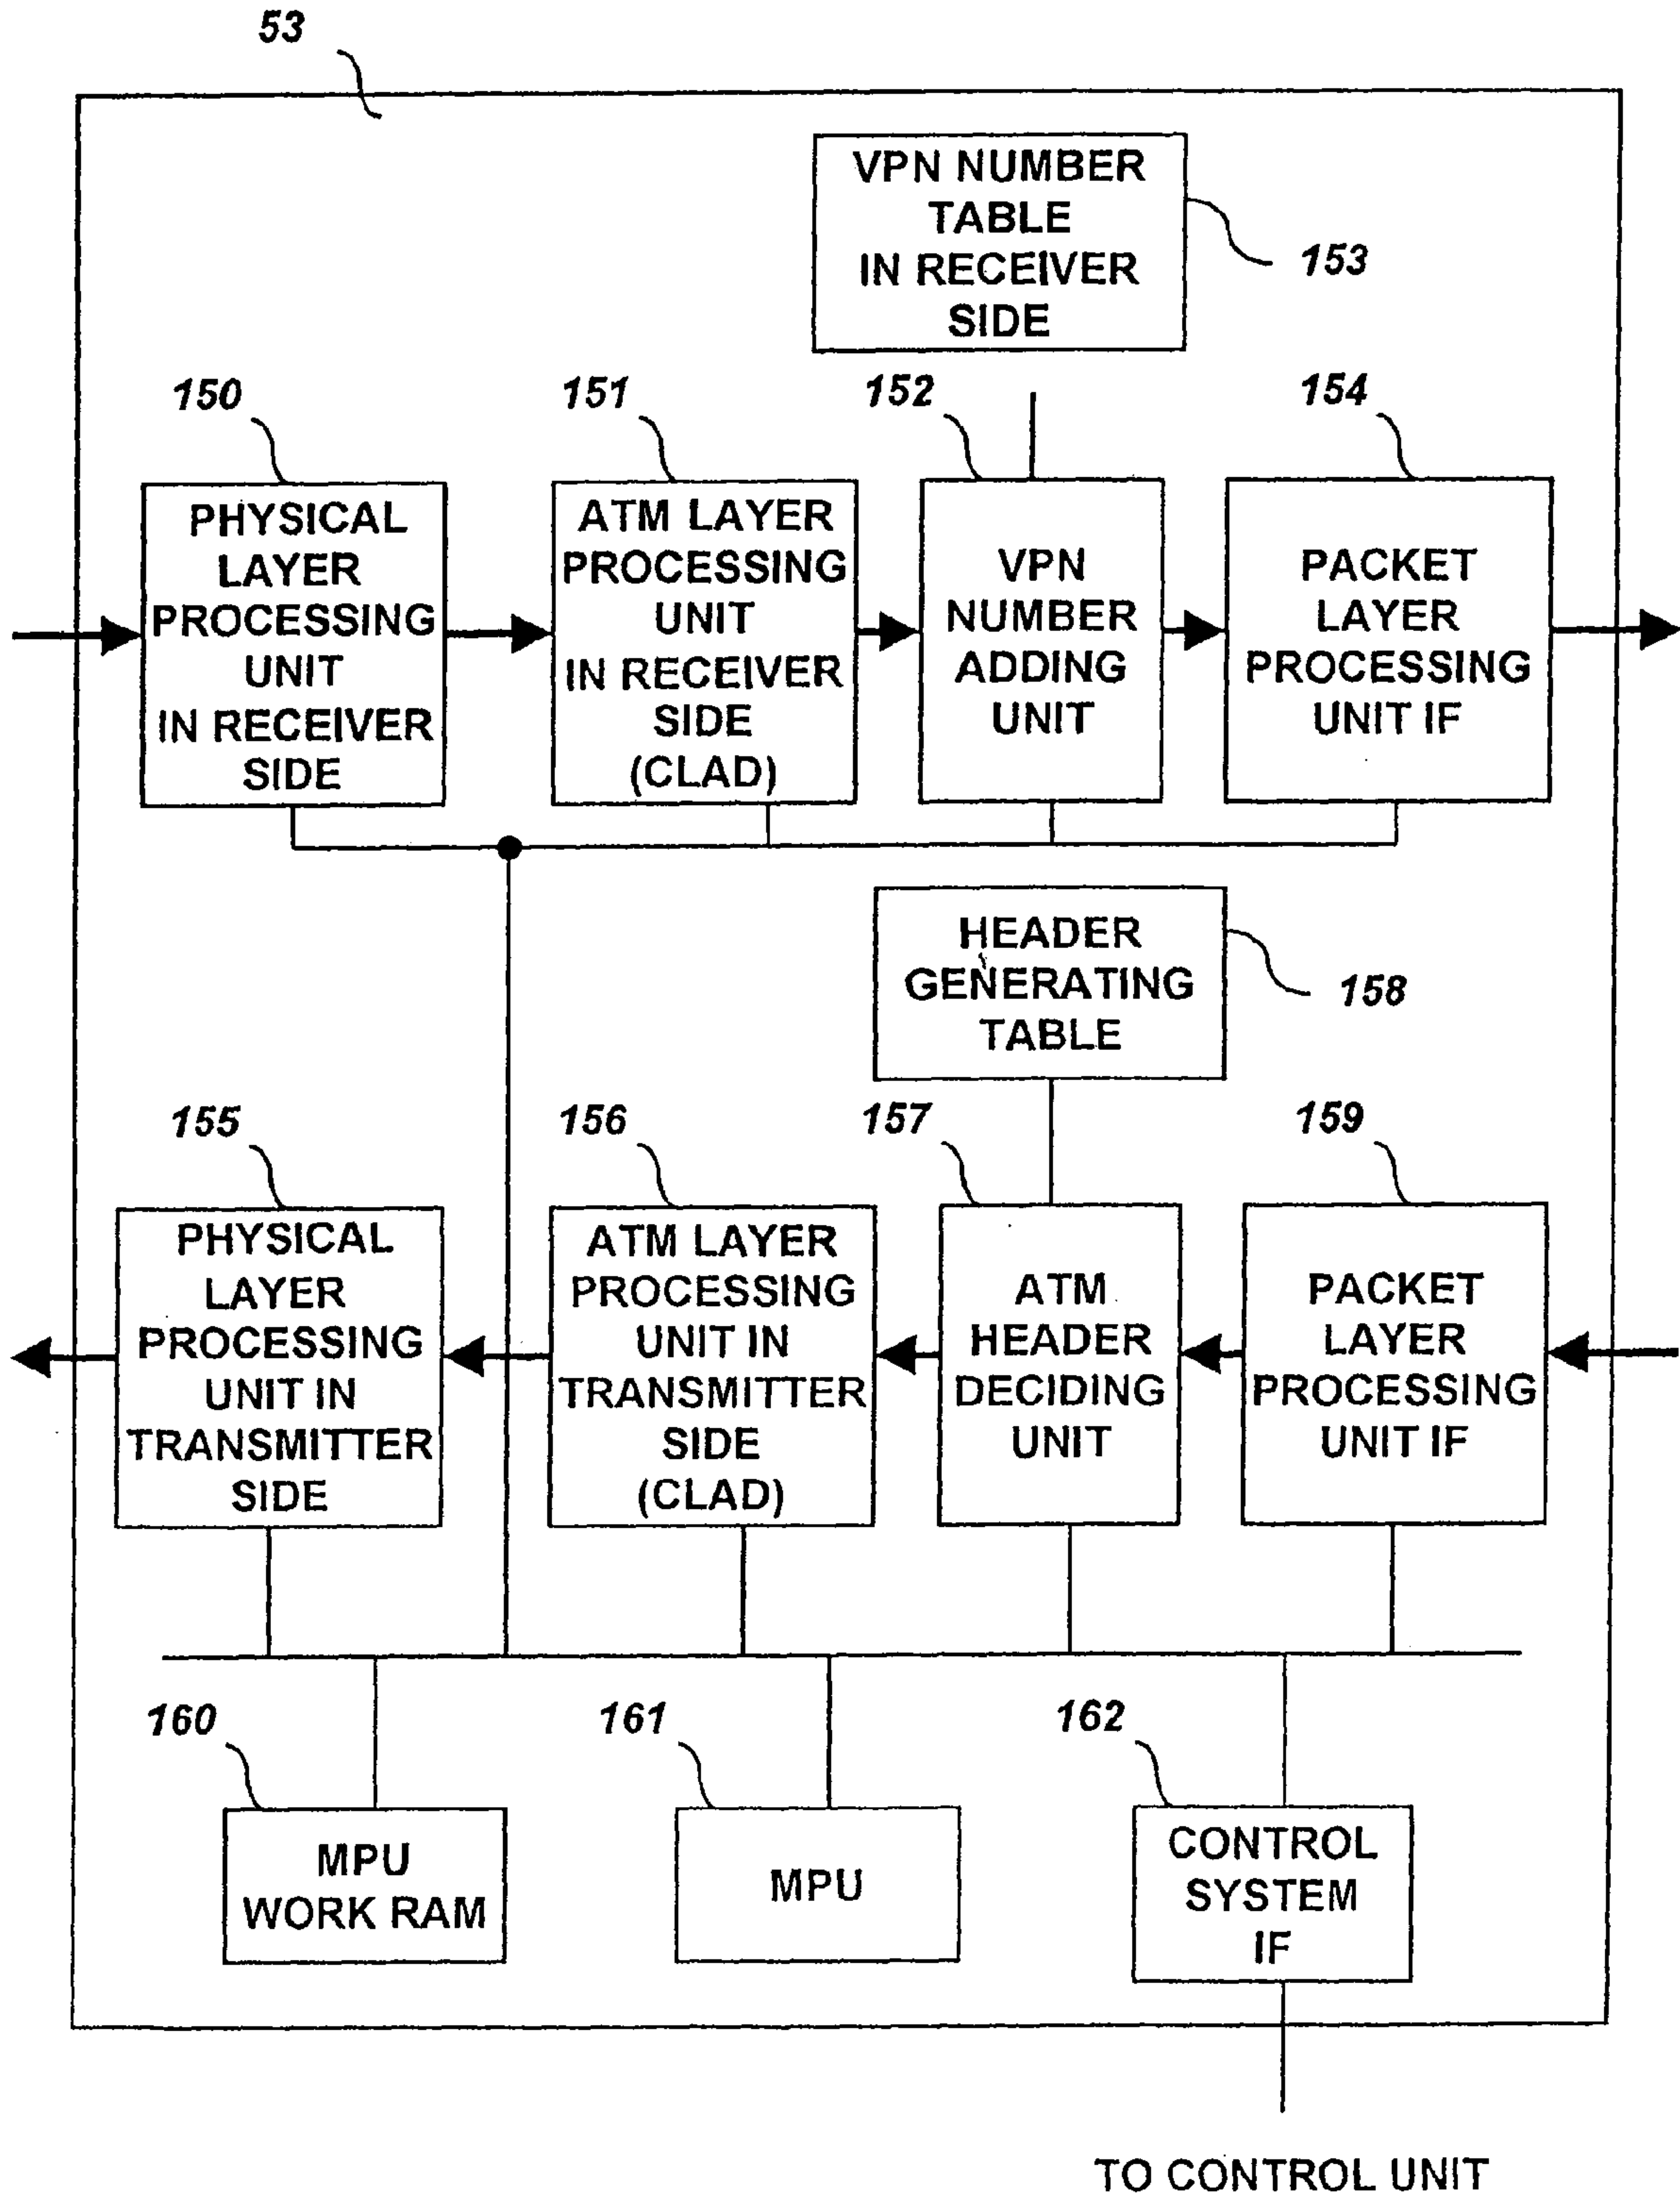 53
VPN NUMBER
TABLE
IN RECEIVER
SIDE
153
150
151
152
154
PHYSICAL
LAYER
PROCESSING
UNIT
IN RECEIVER
SIDE
ATM LAYER
PROCESSING
UNIT
IN RECEIVER
SIDE
(CLAD)
VPN
NUMBER
ADDING
UNIT
PACKET
LAYER
PROCESSING
UNIT IF
HEADER
GENERATING
TABLE
158
155
156
157
159
PHYSICAL
LAYER
PROCESSING
UNIT IN
TRANSMITTER
SIDE
ATM LAYER
PROCESSING
UNIT IN
TRANSMITTER
SIDE
(CLAD)
ATM
HEADER
DECIDING
UNIT
PACKET
LAYER
PROCESSING
UNIT IF
160
161
162
MPU
WORK RAM
MPU
CONTROL
SYSTEM
IF
TO CONTROL UNIT